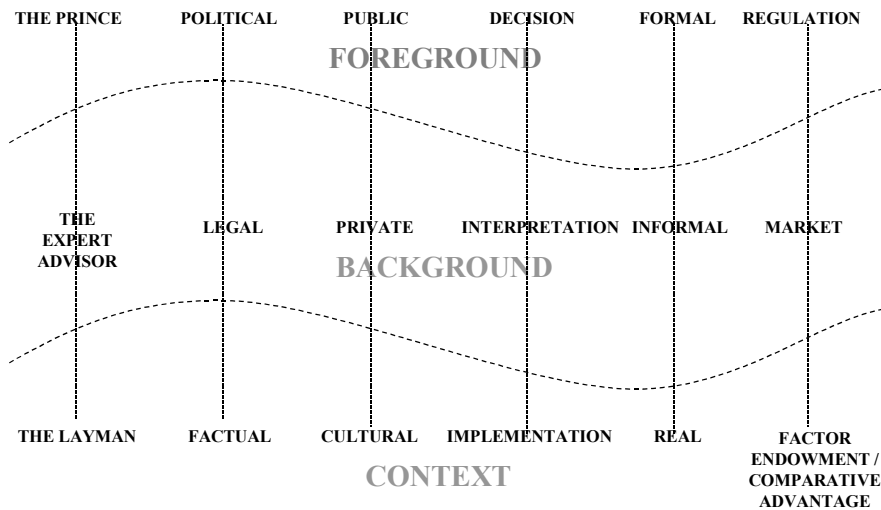 THE PRINCE POLITICAL PUBLIC DECISION FORMAL REGULATION
FOREGROUND
THE
EXPERT
ADVISOR
LEGAL PRIVATE INTERPRETATION INFORMAL MARKET
BACKGROUND
THE LAYMAN FACTUAL CULTURAL IMPLEMENTATION REAL
FACTOR
ENDOWMENT /
COMPARATIVE
ADVANTAGE
CONTEXT